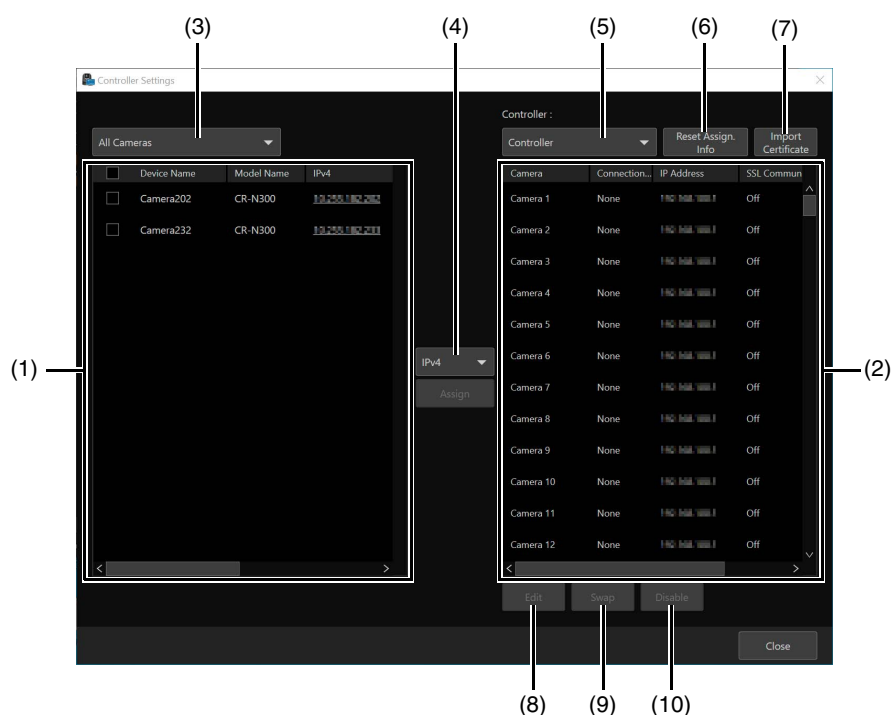 (3) (4) (5) (6) (7)
Controller Settings
Controller :
All Cameras
Controller
Reset Assign. Info
Import Certificate
Device Name Model Name IPv4
Camera202 CR-N300
Camera232 CR-N300
Camera Connection... IP Address SSL Commun
Camera 1 None Off
Camera 2 None Off
Camera 3 None Off
Camera 4 None Off
Camera 5 None Off
Camera 6 None Off
Camera 7 None Off
Camera 8 None Off
Camera 9 None Off
Camera 10 None Off
Camera 11 None Off
Camera 12 None Off
(1)
IPv4
Assign
(2)
Edit Swap Disable
Close
(8) (9) (10)